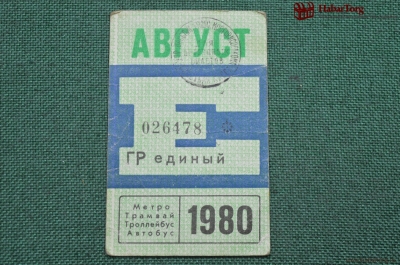 HabarTorg
АВГУСТ
Е
026478
ГР единый
Метро
Трамвай
Троллейбус
Автобус
1980